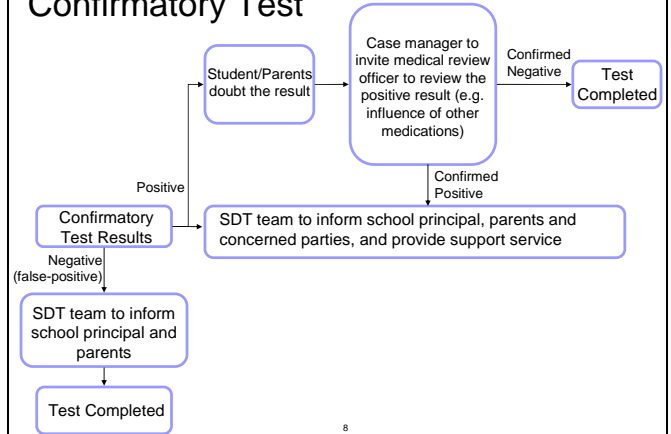 Confirmatory Test
Student/Parents
doubt the result
Case manager to
invite medical review
officer to review the
positive result (e.g.
influence of other
medications)
Confirmed
Negative
Test
Completed
Positive
Confirmed
Positive
Confirmatory
Test Results
SDT team to inform school principal, parents and
concerned parties, and provide support service
Negative
(false-positive)
SDT team to inform
school principal and
parents
Test Completed
8